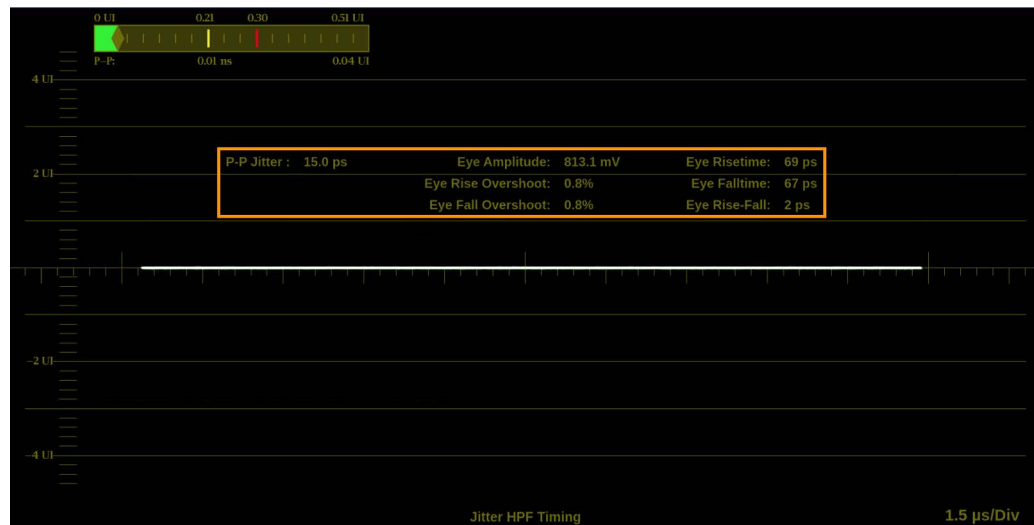 0 UI 0.21 0.30 0.51 UI
P-P: 0.01 ns 0.04 UI
4 UI
P-P Jitter : 15.0 ps Eye Amplitude: 813.1 mV Eye Risetime: 69 ps
2 UI
Eye Rise Overshoot: 0.8% Eye Falltime: 67 ps
Eye Fall Overshoot: 0.8% Eye Rise-Fall: 2 ps
-2 UI
-4 UI
Jitter HPF Timing 1.5 µs/Div